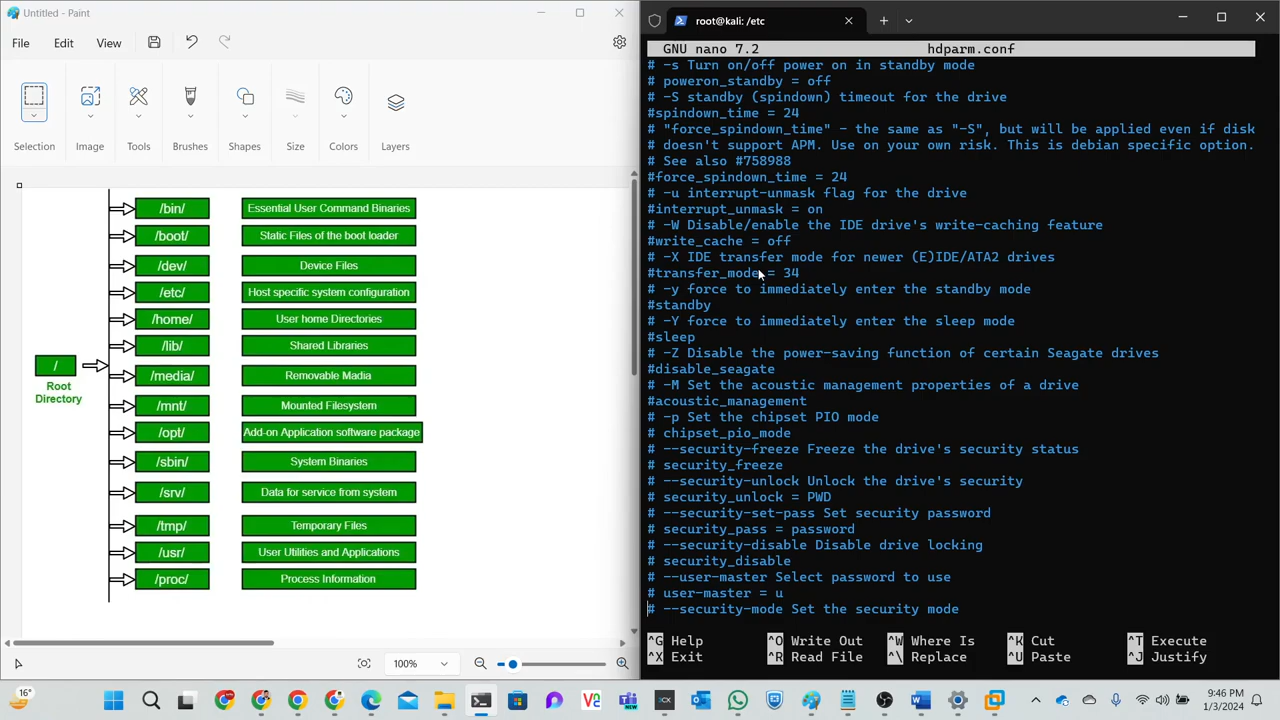 Untitled - Paint
File
Edit
View
Selection
Image
Tools
Brushes
Shapes
Size
Colors
Layers
/
Root
Directory
/bin/
Essential User Command Binaries
/boot/
Static Files of the boot loader
/dev/
Device Files
/etc/
Host specific system configuration
/home/
User home Directories
/lib/
Shared Libraries
/media/
Removable Madia
/mnt/
Mounted Filesystem
/opt/
Add-on Application software package
/sbin/
System Binaries
/srv/
Data for service from system
/tmp/
Temporary Files
/usr/
User Utilities and Applications
/proc/
Process Information
100%
root@kali: /etc
GNU nano 7.2 hdparm.conf
# -s Turn on/off power on in standby mode
# poweron_standby = off
# -S standby (spindown) timeout for the drive
#spindown_time = 24
# "force_spindown_time" - the same as "-S", but will be applied even if disk
# doesn't support APM. Use on your own risk. This is debian specific option.
# See also #758988
#force_spindown_time = 24
# -u interrupt-unmask flag for the drive
#interrupt_unmask = on
# -W Disable/enable the IDE drive's write-caching feature
#write_cache = off
# -X IDE transfer mode for newer (E)IDE/ATA2 drives
#transfer_mode = 34
# -y force to immediately enter the standby mode
#standby
# -Y force to immediately enter the sleep mode
#sleep
# -Z Disable the power-saving function of certain Seagate drives
#disable_seagate
# -M Set the acoustic management properties of a drive
#acoustic_management
# -p Set the chipset PIO mode
# chipset_pio_mode
# --security-freeze Freeze the drive's security status
# security_freeze
# --security-unlock Unlock the drive's security
# security_unlock = PWD
# --security-set-pass Set security password
# security_pass = password
# --security-disable Disable drive locking
# security_disable
# --user-master Select password to use
# user-master = u
# --security-mode Set the security mode
^G Help ^O Write Out ^W Where Is ^K Cut ^T Execute
^X Exit ^R Read File ^\ Replace ^U Paste ^J Justify
16°
NEW
9:46 PM
1/3/2024